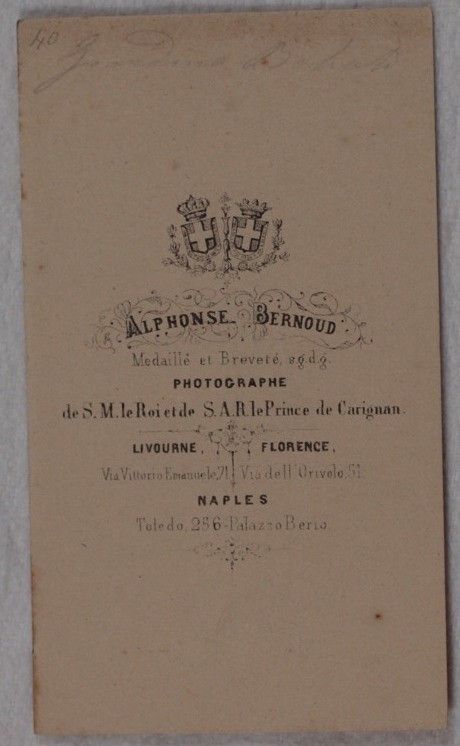 40
ALPHONSE BERNOUD
Medaillé et Breveté, s.g.d.g.
PHOTOGRAPHE
de S. M. le Roi et de S. A. R. le Prince de Carignan.
LIVOURNE, FLORENCE,
Via Vittorio Emanuele, 71. Via dell' Orivolo, 51.
NAPLES
Toledo, 256-Palazzo Berio.